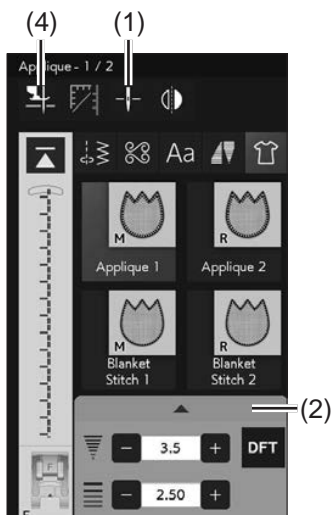 (4)
(1)
Applique - 1 / 2
Aa
M
R
Applique 1
Applique 2
M
R
Blanket
Stitch 1
Blanket
Stitch 2
(2)
3.5
DFT
F
2.50